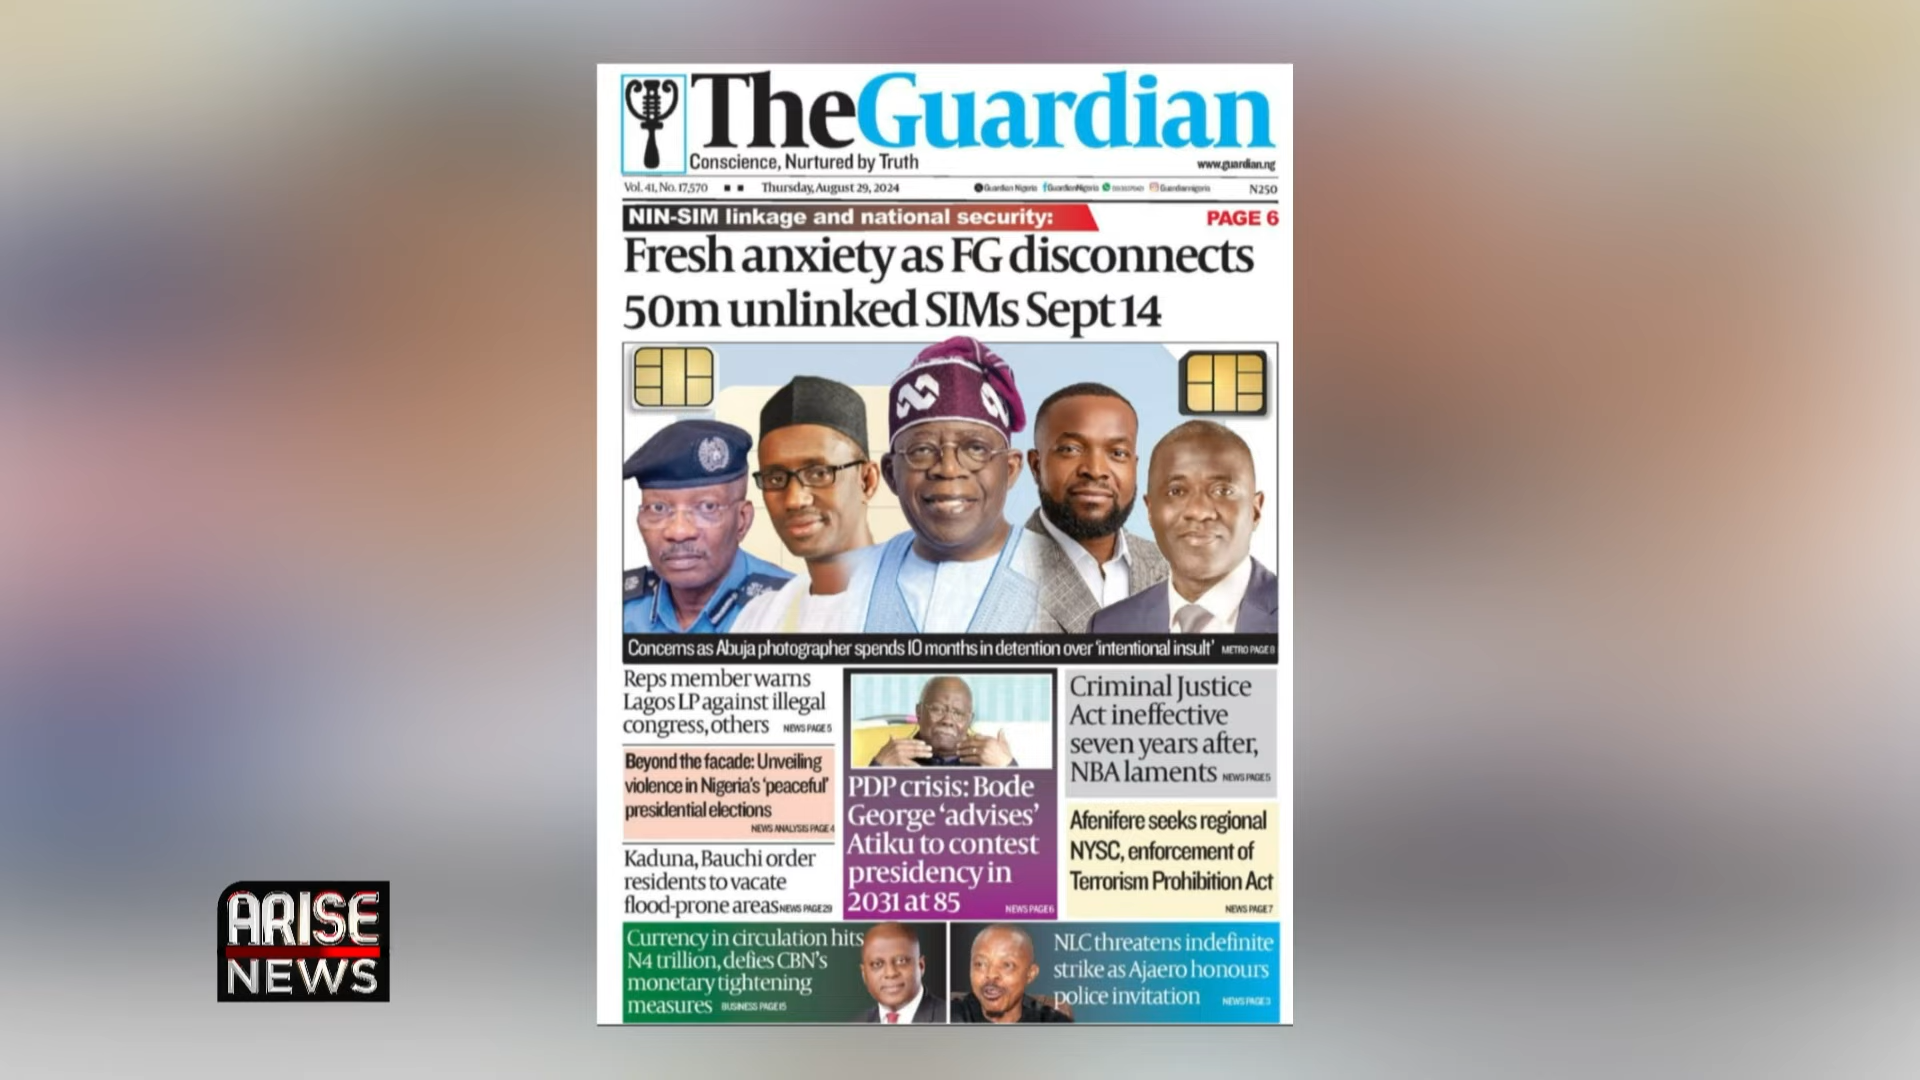 TheGuardian
Conscience, Nurtured by Truth
www.guardian.ng
Vol. 41, No. 17,570
Thursday, August 29, 2024
Guardian Nigeria
GuardianNigeria
Guardiannigeria
N250
NIN-SIM linkage and national security:
PAGE 6
Fresh anxiety as FG disconnects
50m unlinked SIMs Sept 14
Concerns as Abuja photographer spends 10 months in detention over ‘intentional insult’ METRO PAGE 8
Reps member warns
Lagos LP against illegal
congress, others NEWS PAGE 5
Beyond the facade: Unveiling
violence in Nigeria’s ‘peaceful’
presidential elections
NEWS ANALYSIS PAGE 4
Kaduna, Bauchi order
residents to vacate
flood-prone areas NEWS PAGE 29
PDP crisis: Bode
George ‘advises’
Atiku to contest
presidency in
2031 at 85
NEWS PAGE 6
Criminal Justice
Act ineffective
seven years after,
NBA laments NEWS PAGE 5
Afenifere seeks regional
NYSC, enforcement of
Terrorism Prohibition Act
NEWS PAGE 7
Currency in circulation hits
N4 trillion, defies CBN’s
monetary tightening
measures BUSINESS PAGE 15
NLC threatens indefinite
strike as Ajaero honours
police invitation NEWS PAGE 3
ARISE
NEWS